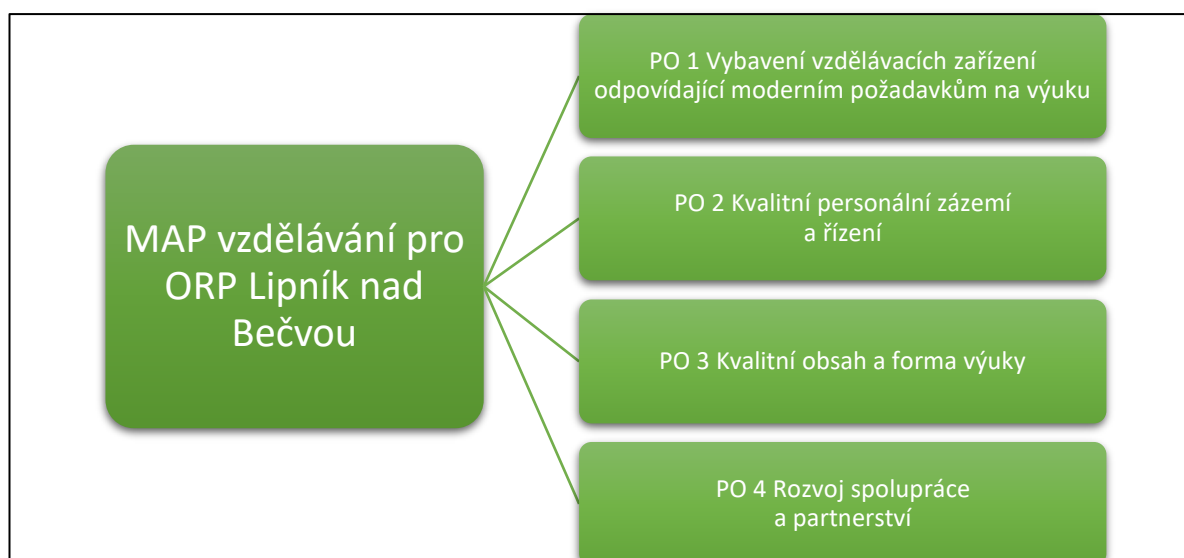 MAP vzdělávání pro
ORP Lipník nad
Bečvou
PO 1 Vybavení vzdělávacích zařízení
odpovídající moderním požadavkům na výuku
PO 2 Kvalitní personální zázemí
a řízení
PO 3 Kvalitní obsah a forma výuky
PO 4 Rozvoj spolupráce
a partnerství